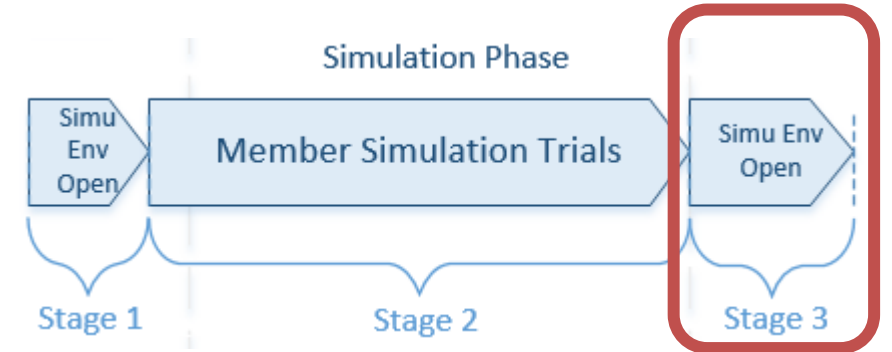 Simulation Phase
Simu
Env
Open
Member Simulation Trials
Simu Env
Open
Stage 1
Stage 2
Stage 3